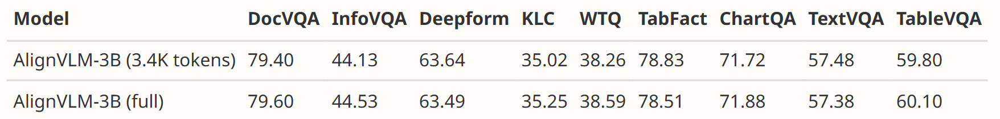 Model DocVQA InfoVQA Deepform KLC WTQ TabFact ChartQA TextVQA TableVQA
AlignVLM-3B (3.4K tokens) 79.40 44.13 63.64 35.02 38.26 78.83 71.72 57.48 59.80
AlignVLM-3B (full) 79.60 44.53 63.49 35.25 38.59 78.51 71.88 57.38 60.10